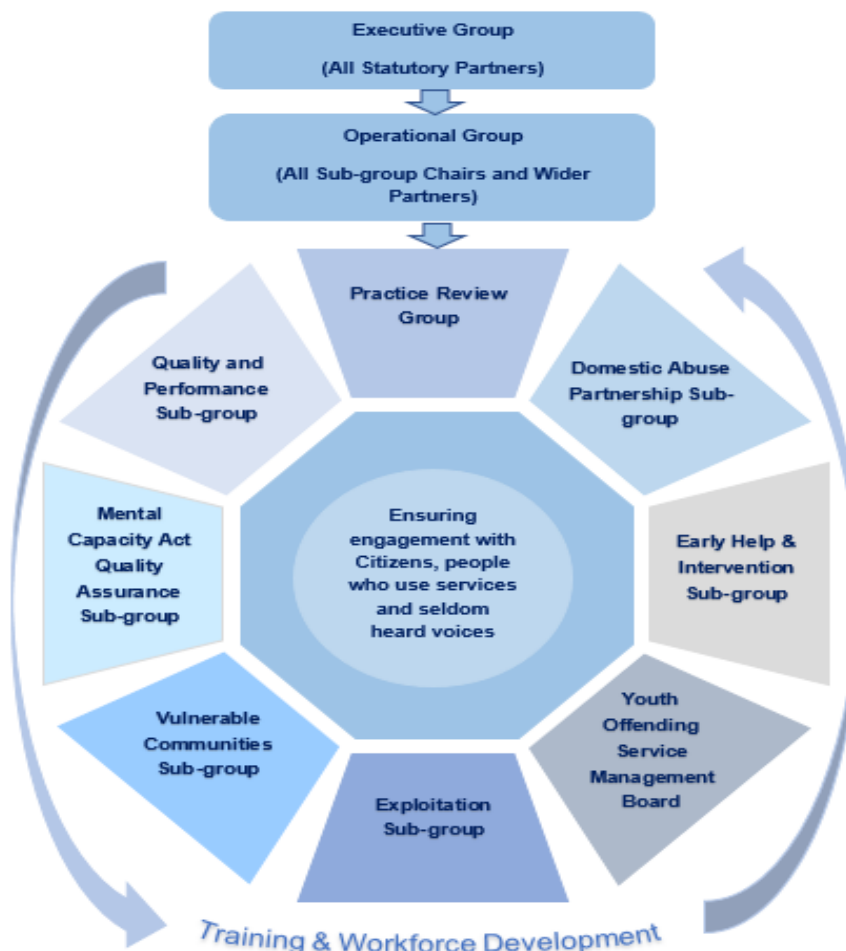 Executive Group
(All Statutory Partners)
Operational Group
(All Sub-group Chairs and Wider
Partners)
Practice Review
Group
Quality and
Performance
Sub-group
Domestic Abuse
Partnership Sub-
group
Mental
Capacity Act
Quality
Assurance
Sub-group
Ensuring
engagement with
Citizens, people
who use services
and seldom
heard voices
Early Help &
Intervention
Sub-group
Vulnerable
Communities
Sub-group
Youth
Offending
Service
Management
Board
Exploitation
Sub-group
Training & Workforce Development